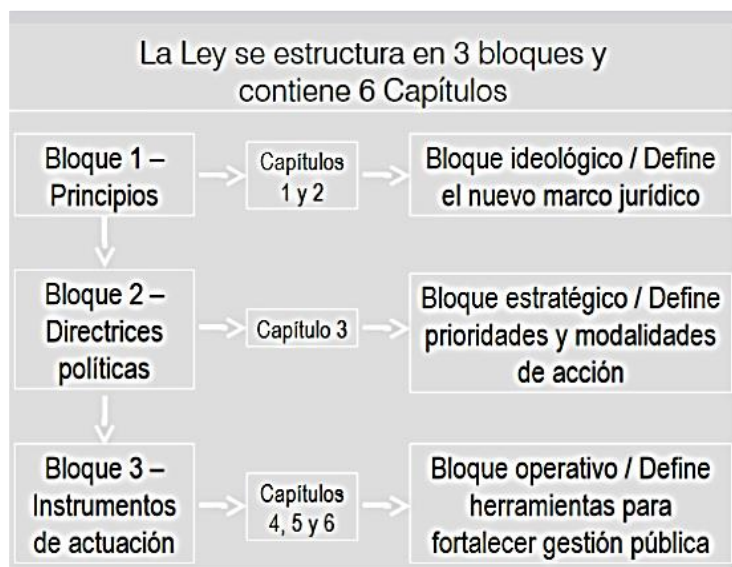 La Ley se estructura en 3 bloques y
contiene 6 Capítulos
Bloque 1 –
Principios
Capítulos
1 y 2
Bloque ideológico / Define
el nuevo marco jurídico
Bloque 2 –
Directrices
políticas
Capítulo 3
Bloque estratégico / Define
prioridades y modalidades
de acción
Bloque 3 –
Instrumentos
de actuación
Capítulos
4, 5 y 6
Bloque operativo / Define
herramientas para
fortalecer gestión pública